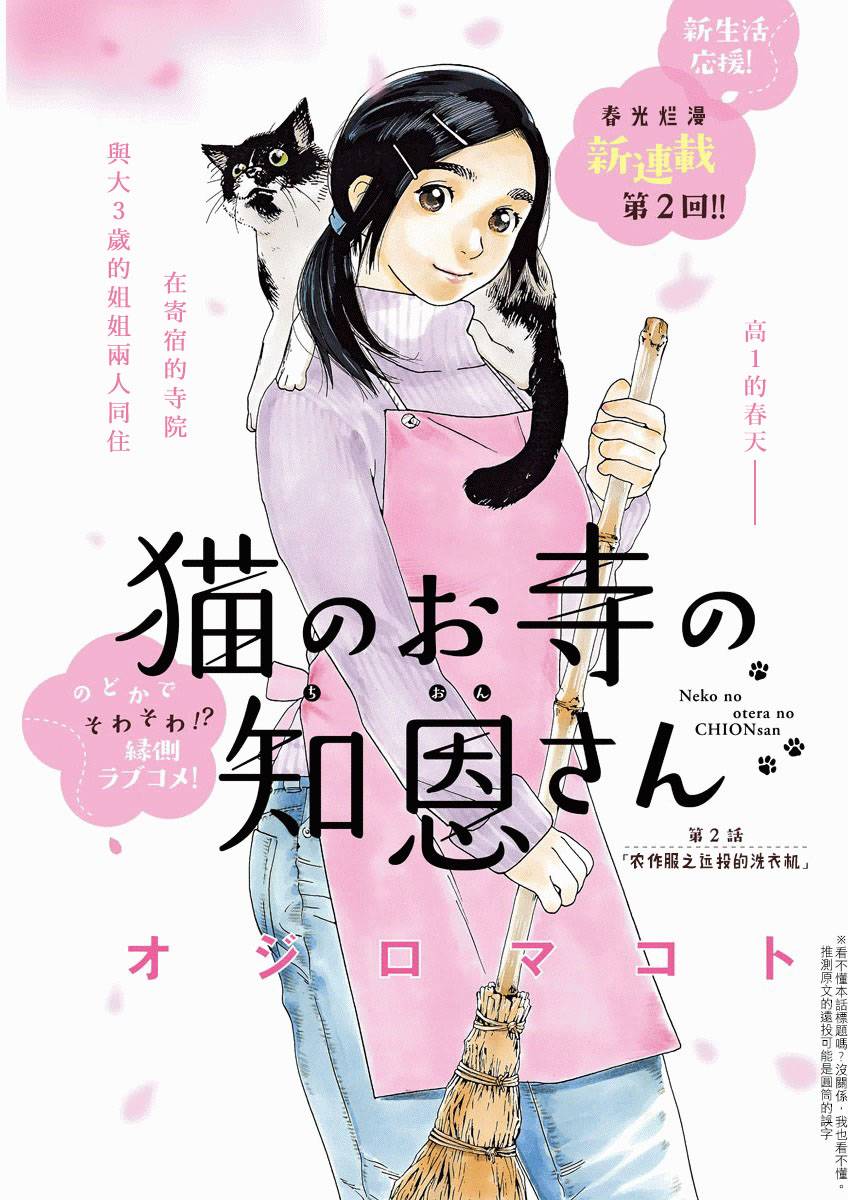 新生活
応援!
春光爛漫
新連載
第2回!!
高1的春天——
在寄宿的寺院
與大3歲的姐姐兩人同住
猫のお寺の
ちおん
知恩さん
Neko no
otera no
CHIONsan
のどかで
そわそわ!?
縁側
ラブコメ!
第2話
「农作服之远投的洗衣机」
オジロマコト
※看不懂本話標題嗎?沒關係,我也看不懂。
推測原文的遠投可能是圓筒的誤字